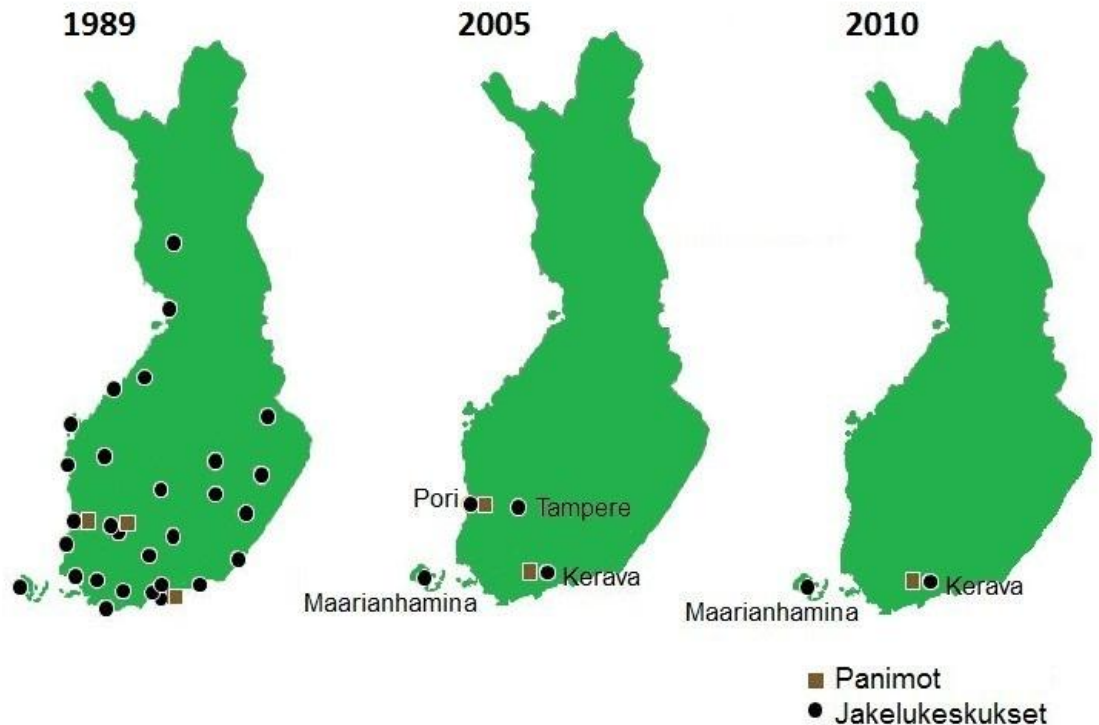 1989
2005
2010
Pori
Tampere
Kerava
Maarianhamina
Kerava
Maarianhamina
Panimot
Jakelukeskukset